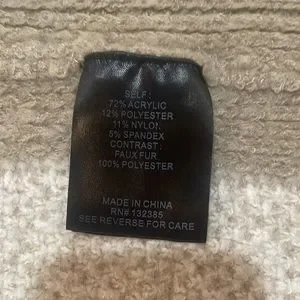 SELF :
72% ACRYLIC
12% POLYESTER
11% NYLON.
5% SPANDEX
CONTRAST :
FAUX FUR
100% POLYESTER
MADE IN CHINA
RN# 132385
SEE REVERSE FOR CARE